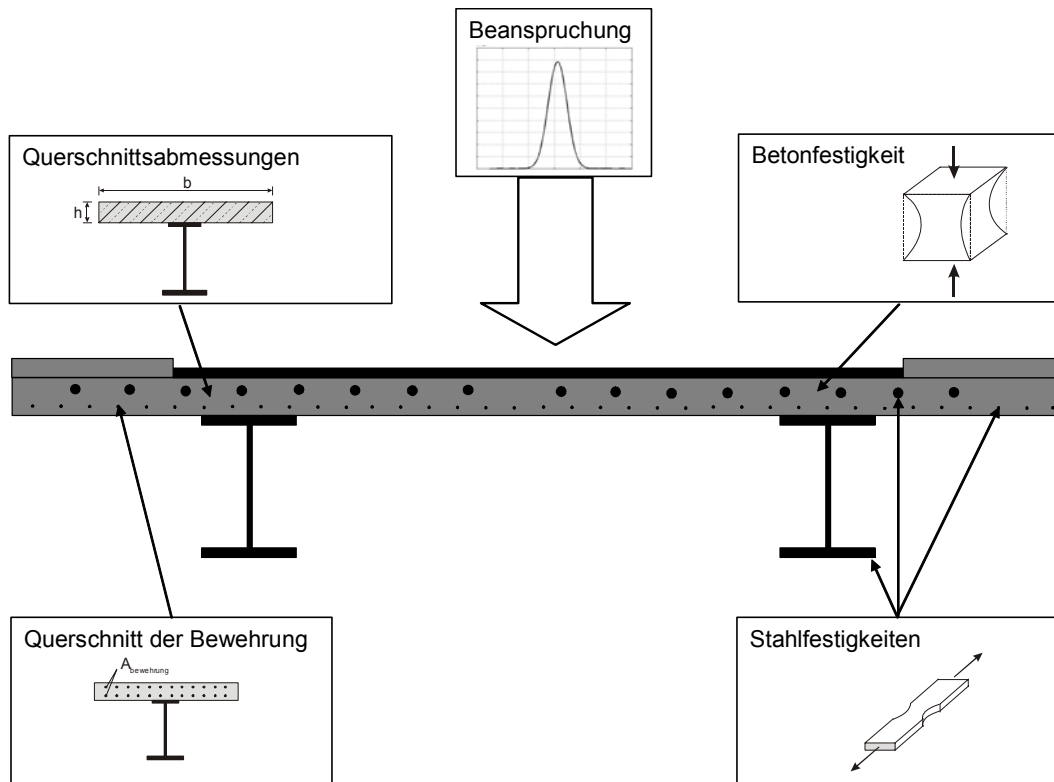 Beanspruchung
Querschnittsabmessungen
b
h
Betonfestigkeit
Querschnitt der Bewehrung
A bewehrung
Stahlfestigkeiten